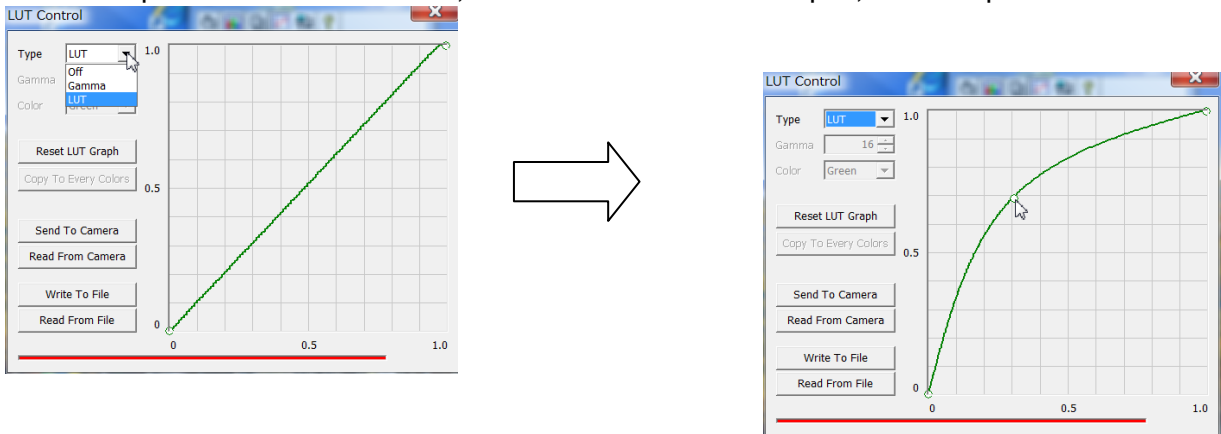 LUT Control
Type LUT
Off
Gamma
LUT
Gamma
Color
Reset LUT Graph
Copy To Every Colors
Send To Camera
Read From Camera
Write To File
Read From File
1.0
0.5
0
0 0.5 1.0
LUT Control
Type LUT
Gamma 16
Color Green
Reset LUT Graph
Copy To Every Colors
Send To Camera
Read From Camera
Write To File
Read From File
1.0
0.5
0
0 0.5 1.0